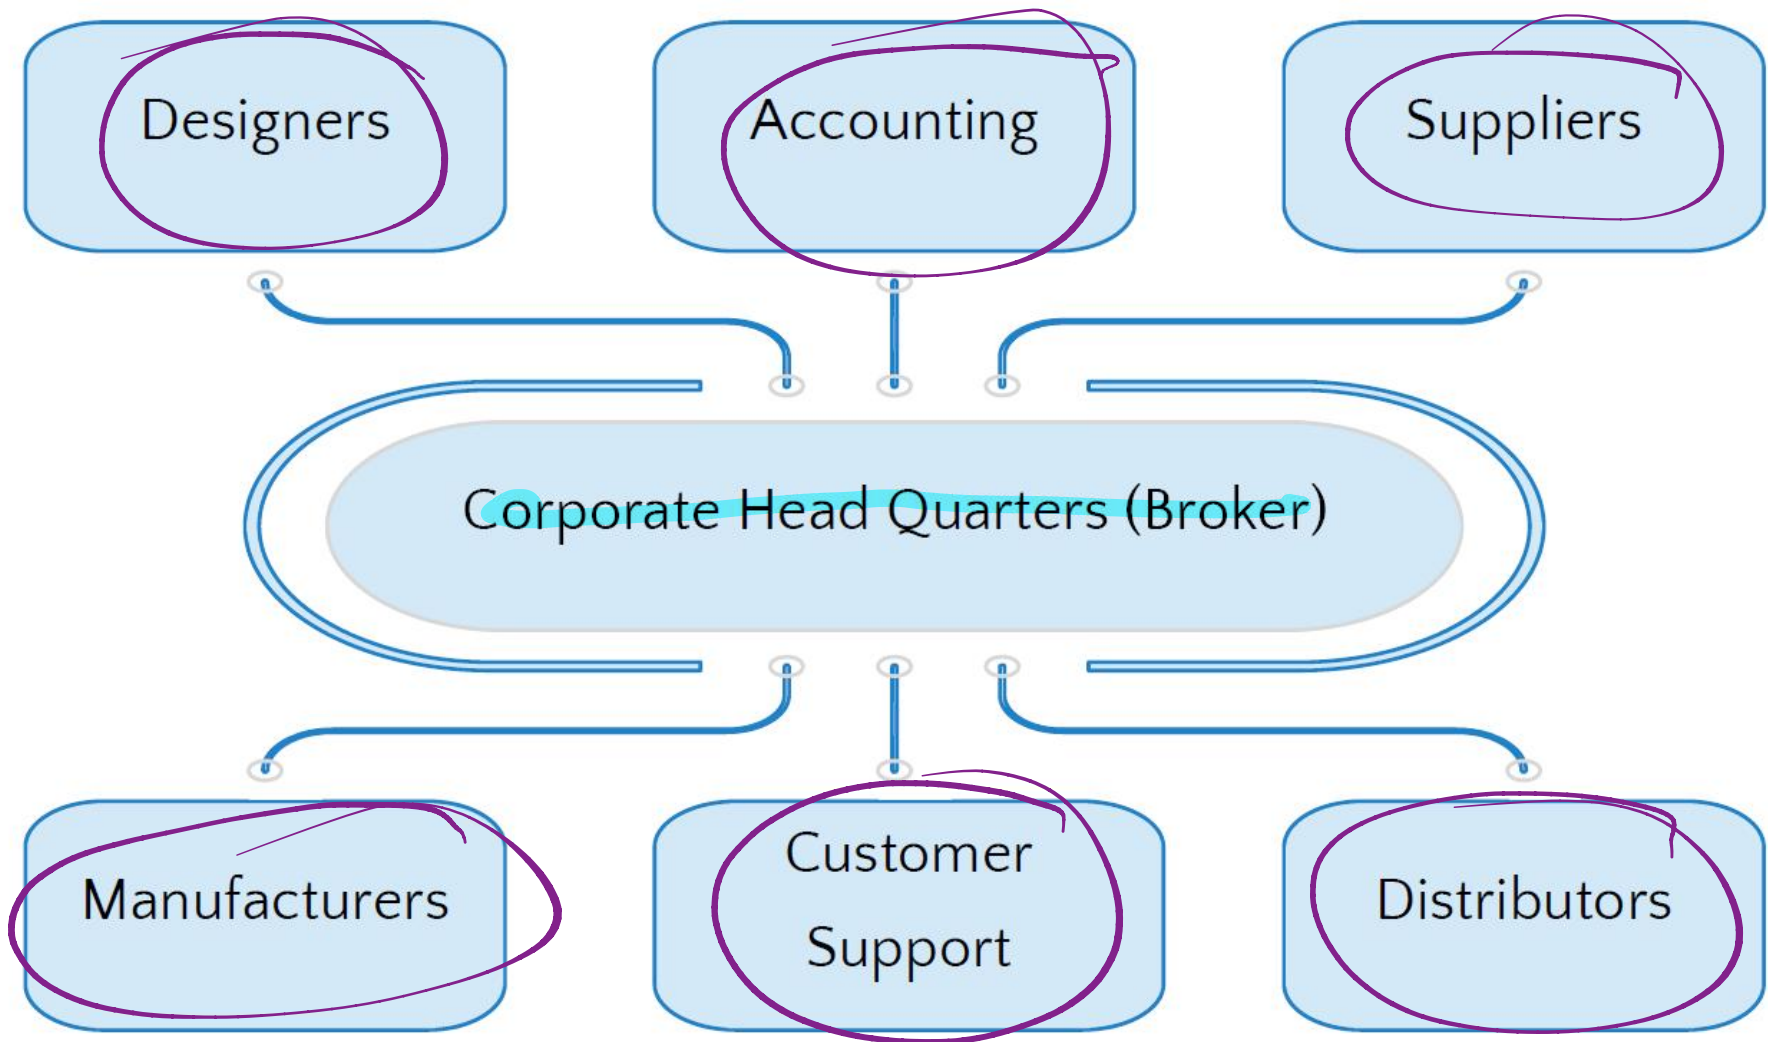 Designers
Accounting
Suppliers
Corporate Head Quarters (Broker)
Manufacturers
Customer
Support
Distributors